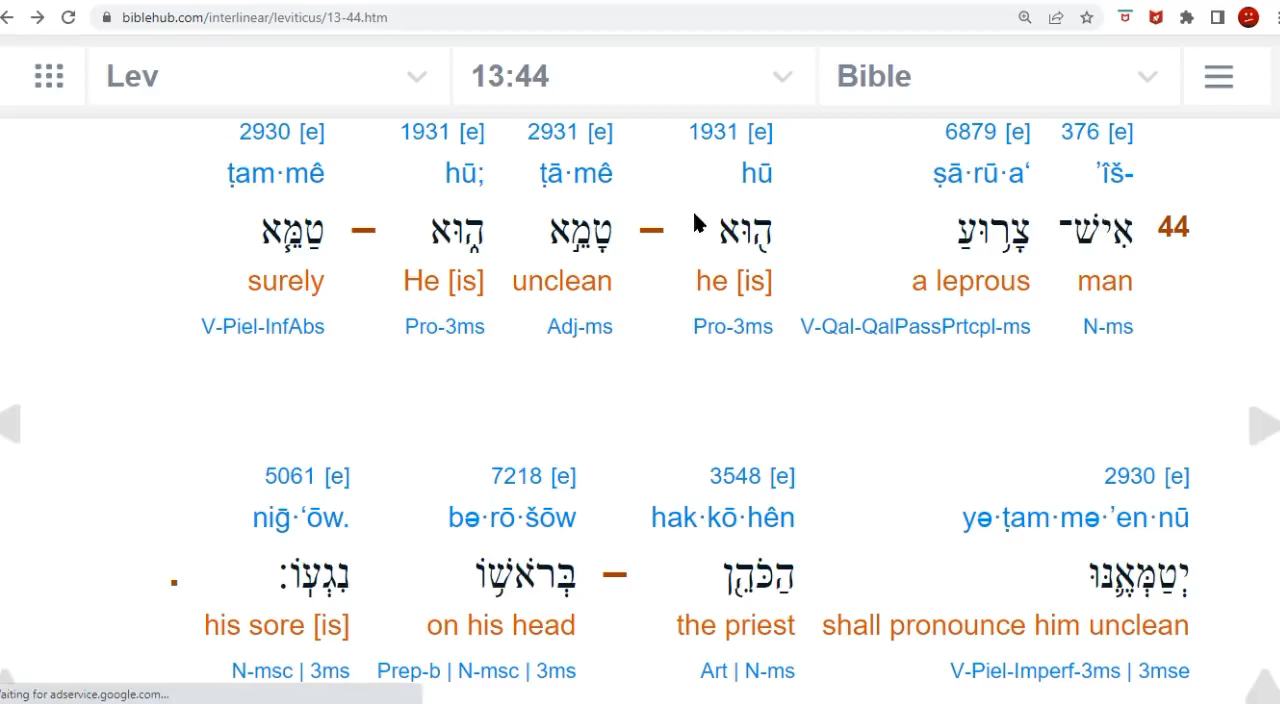 biblehub.com/interlinear/leviticus/13-44.htm
Lev 13:44 Bible
2930 [e] 1931 [e] 2931 [e] 1931 [e] 6879 [e] 376 [e]
ṭam·mê hū; ṭā·mê hū ṣā·rū·a‘ ’îš-
44 אִישׁ־ צָר֥וּעַ ה֖וּא – טָמֵ֣א ה֑וּא – טַמֵּ֧א
surely He [is] unclean he [is] a leprous man
V-Piel-InfAbs Pro-3ms Adj-ms Pro-3ms V-Qal-QalPassPrtcpl-ms N-ms
5061 [e] 7218 [e] 3548 [e] 2930 [e]
niḡ·‘ōw. bə·rō·šōw hak·kō·hên yə·ṭam·mə·’en·nū
יְטַמְּאֶ֛נּוּ הַכֹּהֵ֖ן – בְּרֹאשׁ֥וֹ נִגְעֽוֹ׃ .
his sore [is] on his head the priest shall pronounce him unclean
N-msc | 3ms Prep-b | N-msc | 3ms Art | N-ms V-Piel-Imperf-3ms | 3mse
aiting for adservice.google.com...